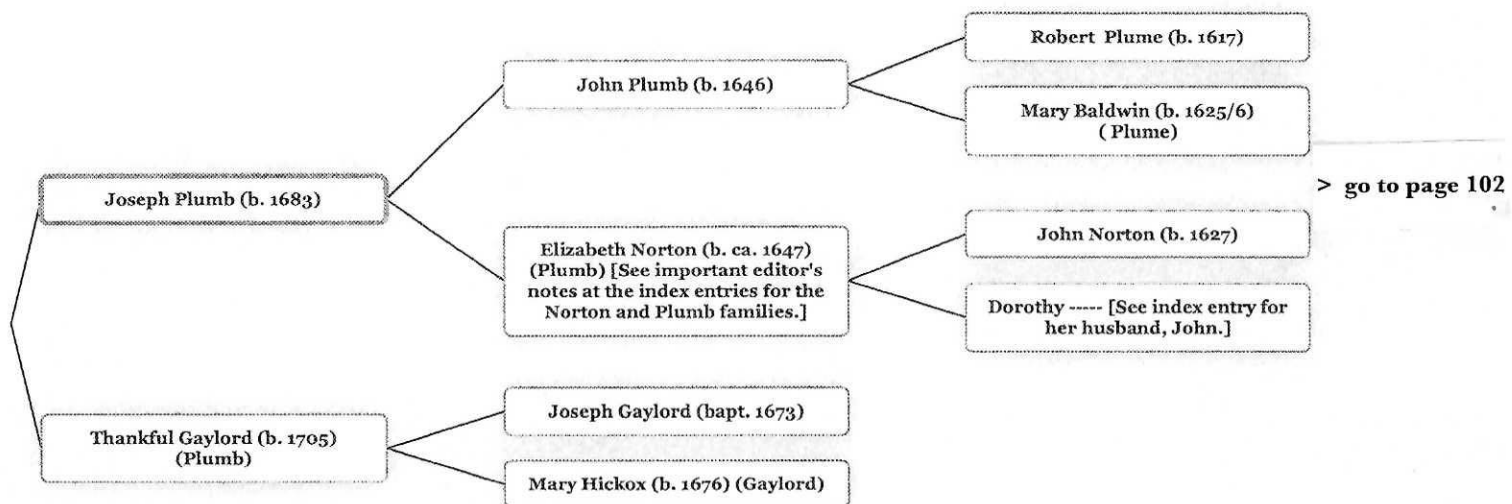 Robert Plume (b. 1617)
John Plumb (b. 1646)
Mary Baldwin (b. 1625/6)
( Plume)
Joseph Plumb (b. 1683)
> go to page 102
John Norton (b. 1627)
Elizabeth Norton (b. ca. 1647)
(Plumb) [See important editor's
notes at the index entries for the
Norton and Plumb families.]
Dorothy ----- [See index entry for
her husband, John.]
Joseph Gaylord (bapt. 1673)
Thankful Gaylord (b. 1705)
(Plumb)
Mary Hickox (b. 1676) (Gaylord)